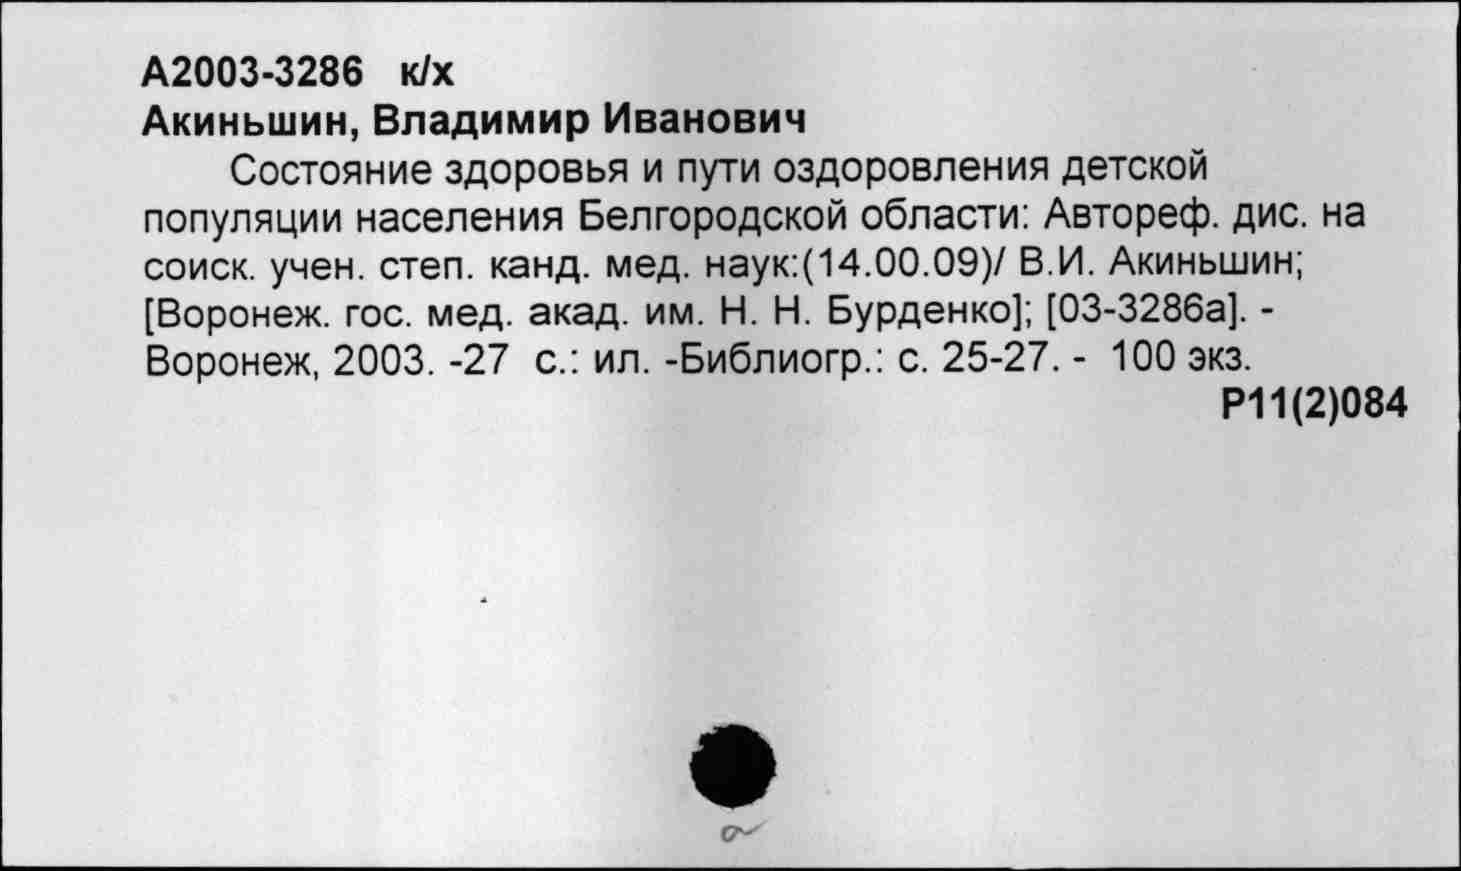 А2003-3286 к/х
Акиньшин, Владимир Иванович
Состояние здоровья и пути оздоровления детской
популяции населения Белгородской области: Автореф. дис. на
соиск. учен. степ. канд. мед. наук:(14.00.09)/ В.И. Акиньшин;
[Воронеж. гос. мед. акад. им. Н. Н. Бурденко]; [03-3286а]. -
Воронеж, 2003. -27 с.: ил. -Библиогр.: с. 25-27. - 100 экз.
Р11(2)084